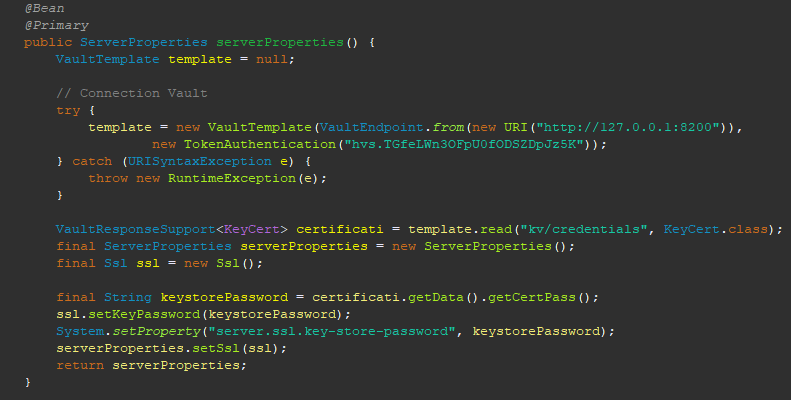 @Bean
@Primary
public ServerProperties serverProperties() {
VaultTemplate template = null;
// Connection Vault
try {
template = new VaultTemplate(VaultEndpoint.from(new URI("http://127.0.0.1:8200")),
new TokenAuthentication("hvs.TGfeLWn3OFpU0fODSZDpJz5K"));
} catch (URISyntaxException e) {
throw new RuntimeException(e);
}
VaultResponseSupport<KeyCert> certificati = template.read("kv/credentials", KeyCert.class);
final ServerProperties serverProperties = new ServerProperties();
final Ssl ssl = new Ssl();
final String keystorePassword = certificati.getData().getCertPass();
ssl.setKeyPassword(keystorePassword);
System.setProperty("server.ssl.key-store-password", keystorePassword);
serverProperties.setSsl(ssl);
return serverProperties;
}